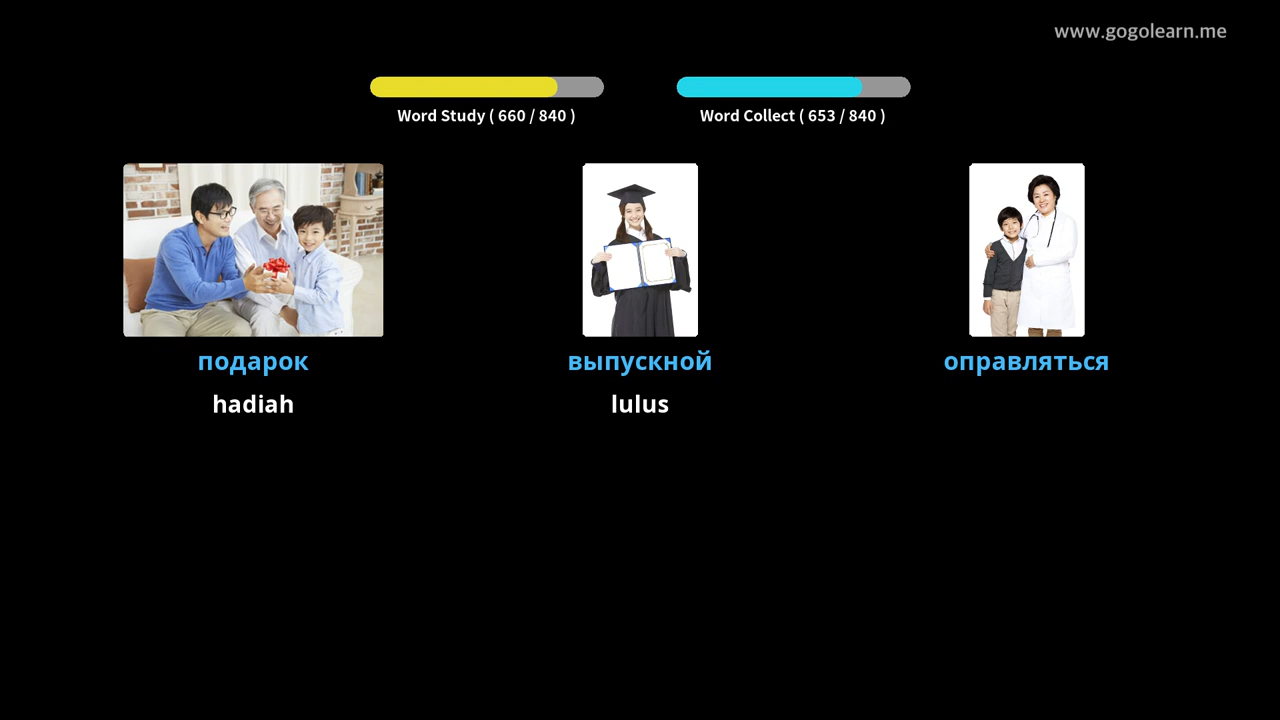 www.gogolearn.me
Word Study ( 660 / 840 )
Word Collect ( 653 / 840 )
подарок
выпускной
оправляться
hadiah
lulus